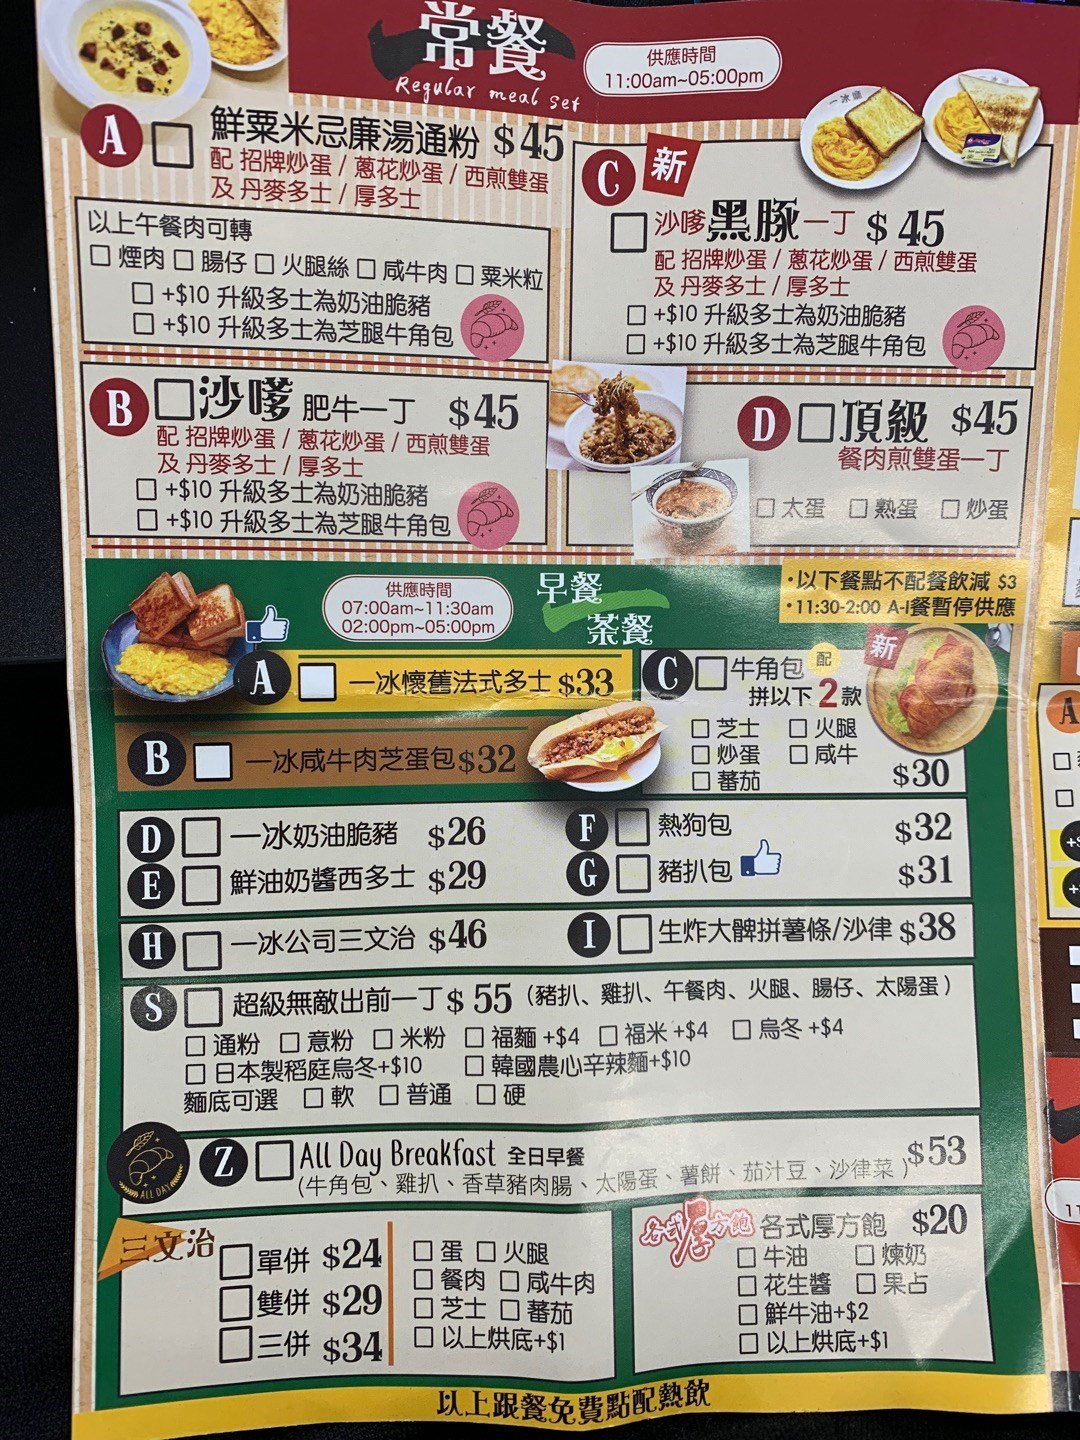 常餐
Regular meal set
供應時間
11:00am~05:00pm
A 鮮粟米忌廉湯通粉 $45
配 招牌炒蛋 / 蔥花炒蛋 / 西煎雙蛋
及 丹麥多士 / 厚多士
以上午餐肉可轉
煙肉 腸仔 火腿絲 咸牛肉 粟米粒
+$10 升級多士為奶油脆豬
+$10 升級多士為芝腿牛角包
B 沙嗲肥牛一丁 $45
配 招牌炒蛋 / 蔥花炒蛋 / 西煎雙蛋
及 丹麥多士 / 厚多士
+$10 升級多士為奶油脆豬
+$10 升級多士為芝腿牛角包
C 新
沙嗲黑豚一丁 $45
配 招牌炒蛋 / 蔥花炒蛋 / 西煎雙蛋
及 丹麥多士 / 厚多士
+$10 升級多士為奶油脆豬
+$10 升級多士為芝腿牛角包
D 頂級 $45
餐肉煎雙蛋一丁
太蛋 熟蛋 炒蛋
供應時間
07:00am~11:30am
02:00pm~05:00pm
早餐
茶餐
·以下餐點不配餐飲減 $3
·11:30-2:00 A-I餐暫停供應
A 一冰懷舊法式多士 $33
B 一冰咸牛肉芝蛋包 $32
C 牛角包 配 新
拼以下 2 款
芝士 火腿
炒蛋 咸牛
蕃茄 $30
D 一冰奶油脆豬 $26
E 鮮油奶醬西多士 $29
F 熱狗包 $32
G 豬扒包 $31
H 一冰公司三文治 $46
I 生炸大髀拼薯條/沙律 $38
S 超級無敵出前一丁 $55 (豬扒、雞扒、午餐肉、火腿、腸仔、太陽蛋)
通粉 意粉 米粉 福麵 +$4 福米 +$4 烏冬 +$4
日本製稻庭烏冬+$10 韓國農心辛辣麵+$10
麵底可選 軟 普通 硬
ALL DAY
Z All Day Breakfast 全日早餐 $53
(牛角包、雞扒、香草豬肉腸、太陽蛋、薯餅、茄汁豆、沙律菜)
三文治
單併 $24
雙併 $29
三併 $34
蛋 火腿
餐肉 咸牛肉
芝士 蕃茄
以上烘底+$1
各式厚方飽 各式厚方飽 $20
牛油 煉奶
花生醬 果占
鮮牛油+$2
以上烘底+$1
以上跟餐免費點配熱飲